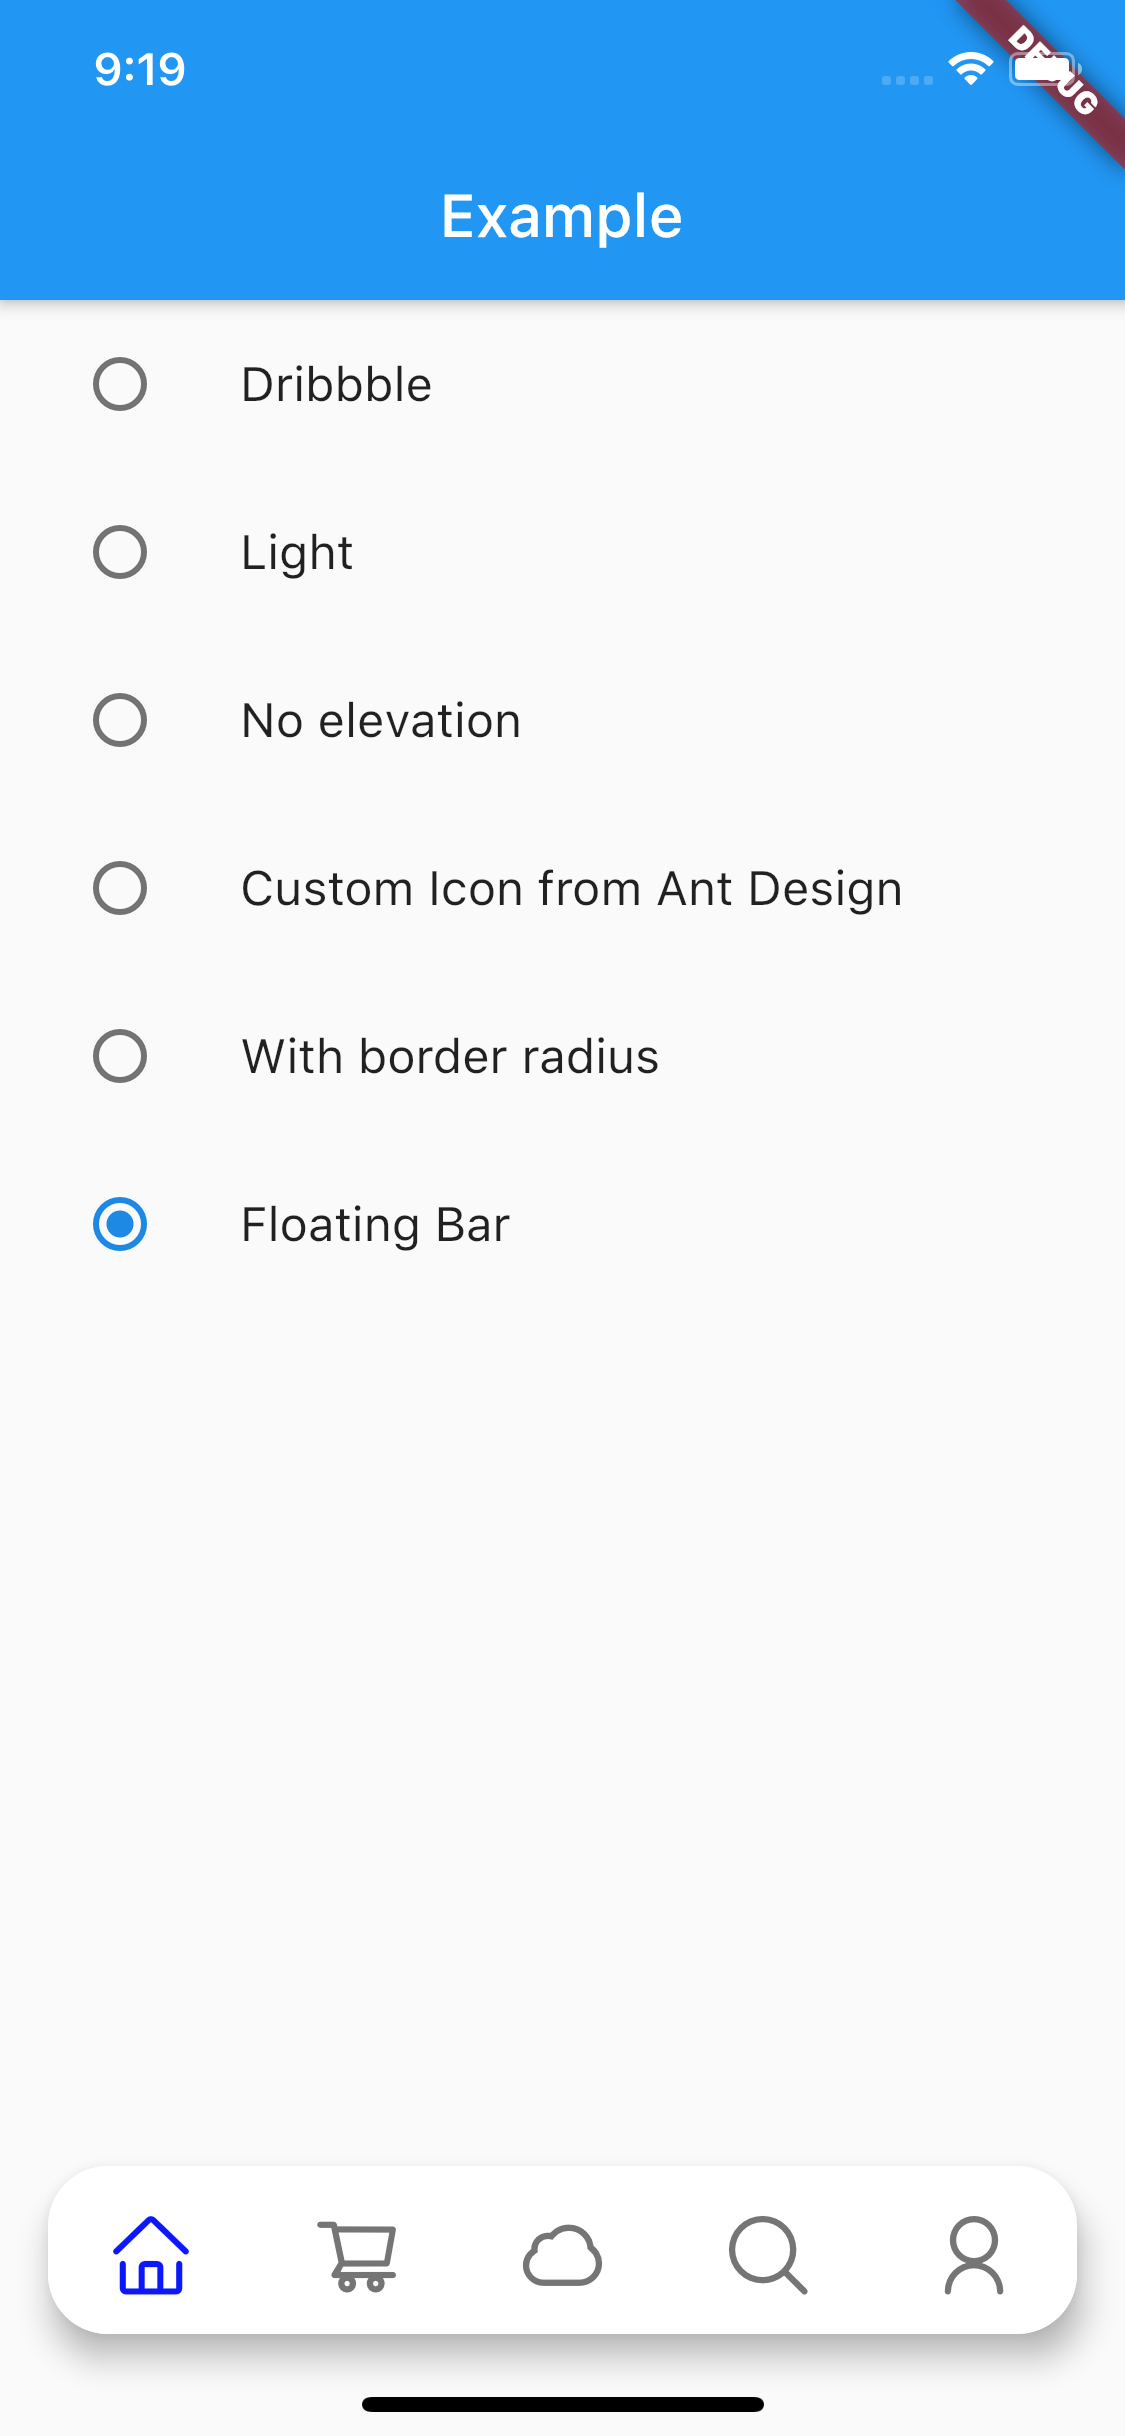 9:19
DEBUG
Example
Dribbble
Light
No elevation
Custom Icon from Ant Design
With border radius
Floating Bar